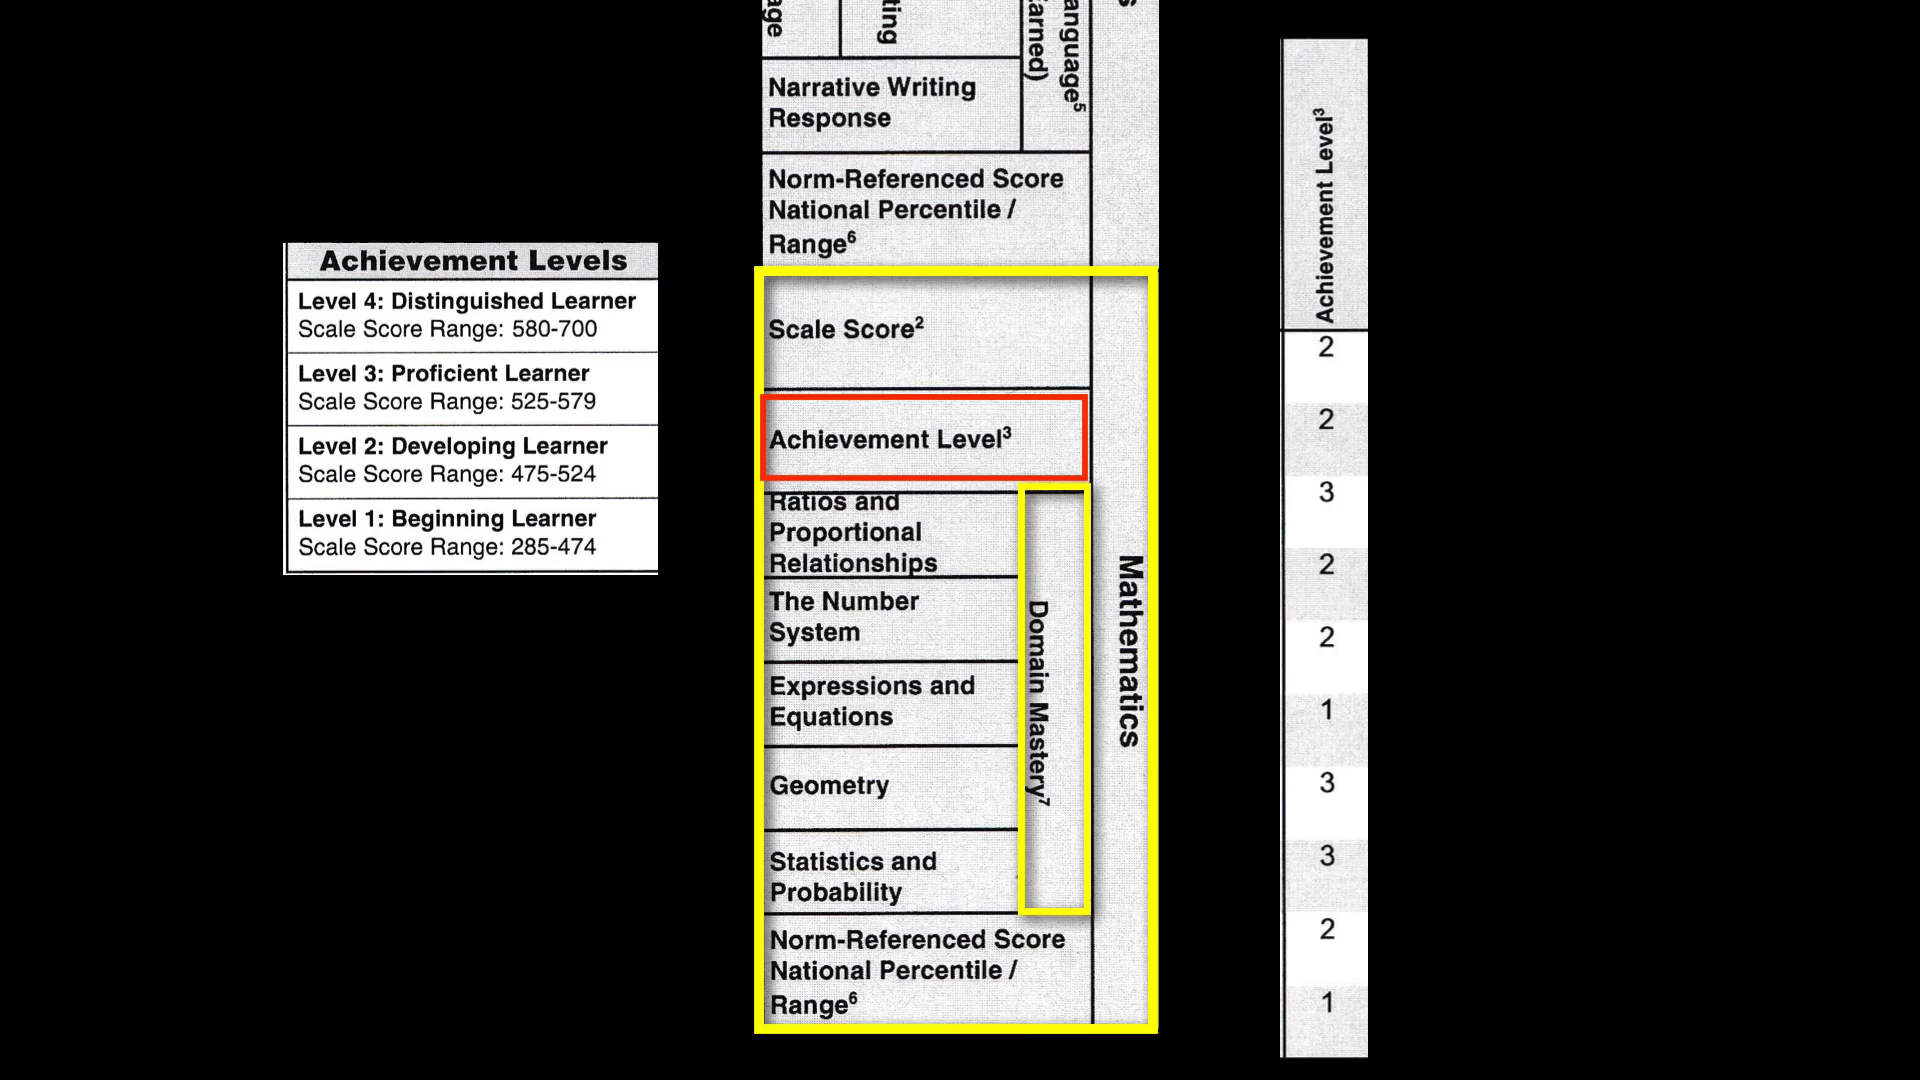 Achievement Levels
Level 4: Distinguished Learner
Scale Score Range: 580-700
Level 3: Proficient Learner
Scale Score Range: 525-579
Level 2: Developing Learner
Scale Score Range: 475-524
Level 1: Beginning Learner
Scale Score Range: 285-474
Narrative Writing
Response
Norm-Referenced Score
National Percentile /
Range⁶
Scale Score²
Achievement Level³
Ratios and
Proportional
Relationships
The Number
System
Expressions and
Equations
Geometry
Statistics and
Probability
Domain Mastery⁷
Mathematics
Norm-Referenced Score
National Percentile /
Range⁶
Achievement Level³
2
2
3
2
2
1
3
3
2
1